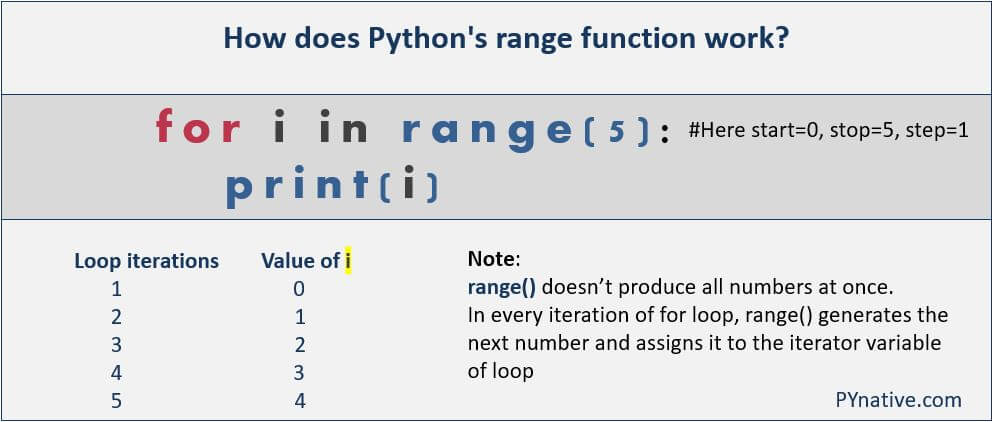 How does Python's range function work?
for i in range(5): #Here start=0, stop=5, step=1
print(i)
Loop iterations Value of i
1 0
2 1
3 2
4 3
5 4
Note:
range() doesn’t produce all numbers at once.
In every iteration of for loop, range() generates the
next number and assigns it to the iterator variable
of loop
PYnative.com